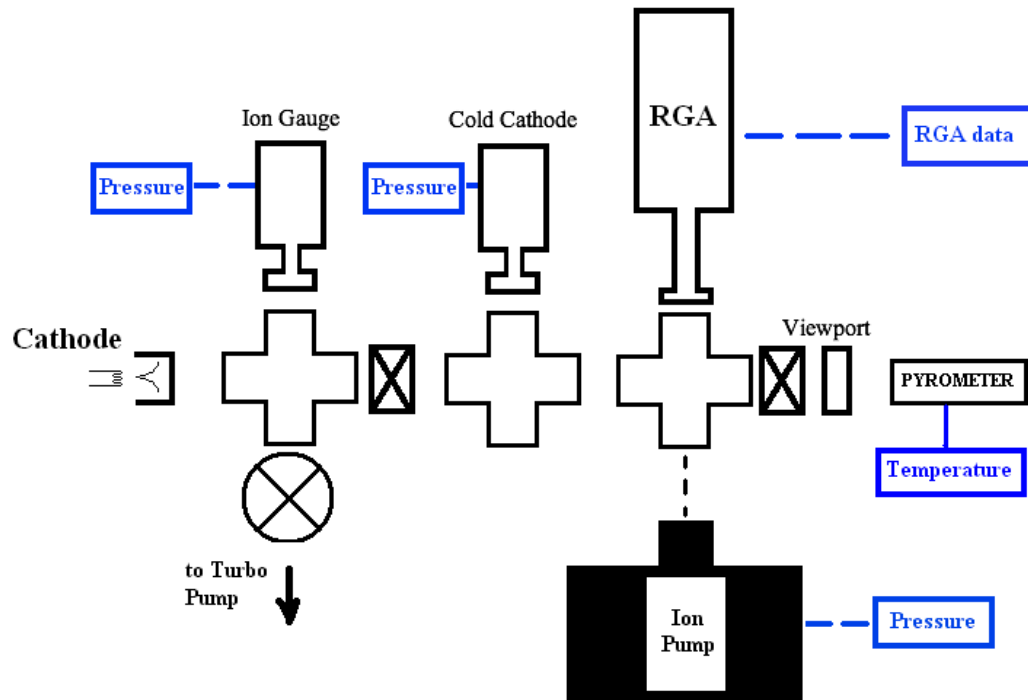 Ion Gauge
Cold Cathode
RGA
RGA data
Pressure
Pressure
Cathode
Viewport
PYROMETER
Temperature
to Turbo
Pump
Ion
Pump
Pressure